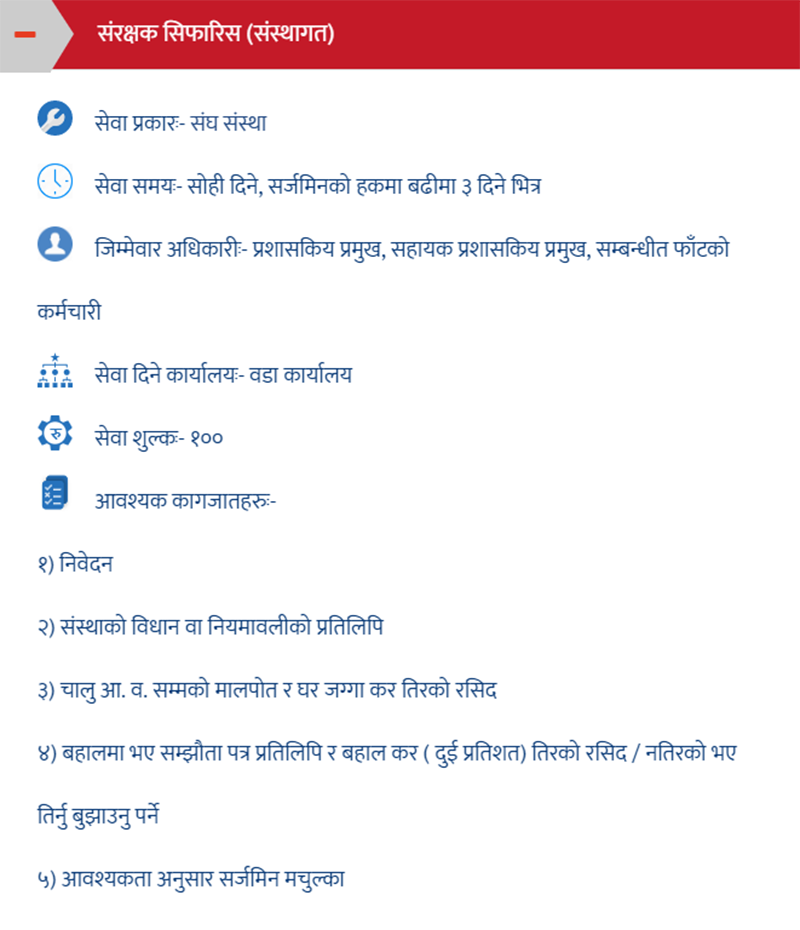 संरक्षक सिफारिस (संस्थागत)
सेवा प्रकारः- संघ संस्था
सेवा समयः- सोही दिने, सर्जमिनको हकमा बढीमा ३ दिने भित्र
जिम्मेवार अधिकारीः- प्रशासकिय प्रमुख, सहायक प्रशासकिय प्रमुख, सम्बन्धीत फाँटको
कर्मचारी
सेवा दिने कार्यालयः- वडा कार्यालय
रु
सेवा शुल्कः- १००
आवश्यक कागजातहरुः-
१) निवेदन
२) संस्थाको विधान वा नियमावलीको प्रतिलिपि
३) चालु आ. व. सम्मको मालपोत र घर जग्गा कर तिरको रसिद
४) बहालमा भए सम्झौता पत्र प्रतिलिपि र बहाल कर ( दुई प्रतिशत) तिरको रसिद / नतिरको भए
तिर्नु बुझाउनु पर्ने
५) आवश्यकता अनुसार सर्जमिन मचुल्का